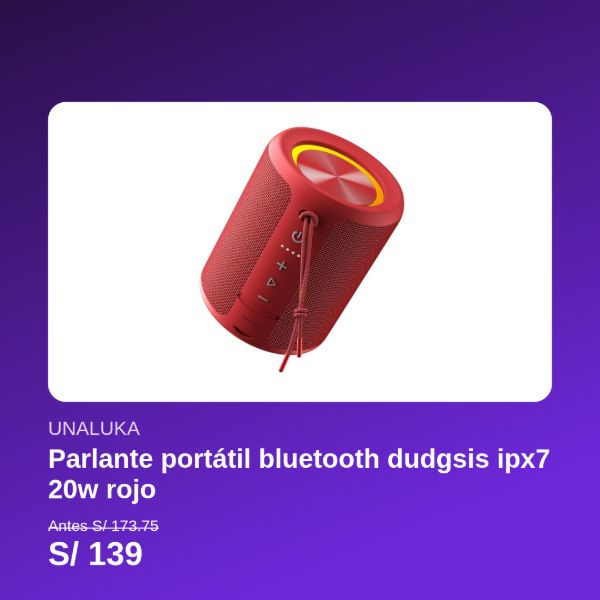 UNALUKA
Parlante portátil bluetooth dudgsis ipx7
20w rojo
Antes S/ 173.75
S/ 139